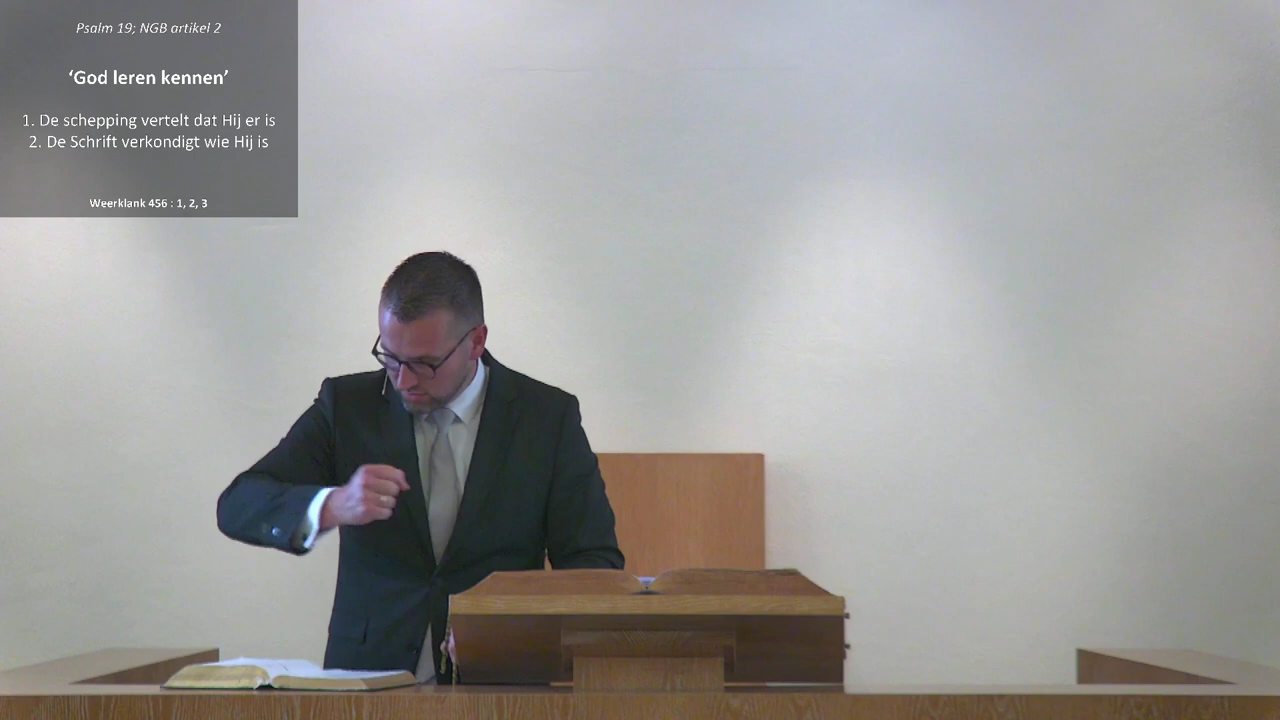 Psalm 19; NGB artikel 2
‘God leren kennen’
1. De schepping vertelt dat Hij er is
2. De Schrift verkondigt wie Hij is
Weerklank 456 : 1, 2, 3